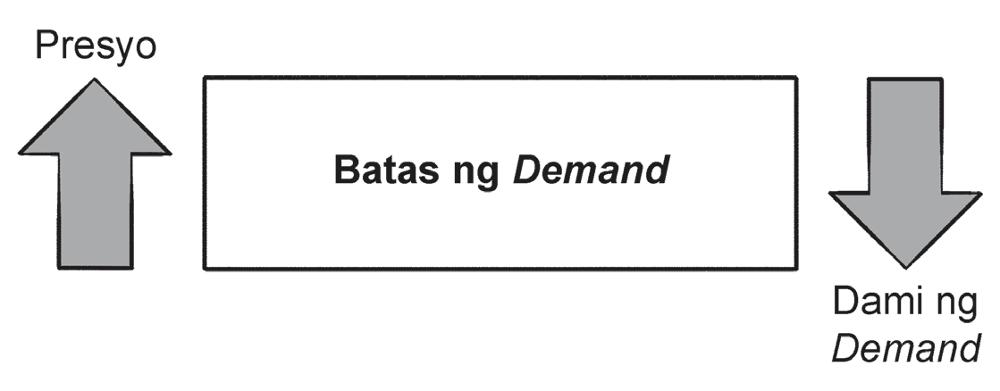 Presyo
Batas ng Demand
Dami ng
Demand